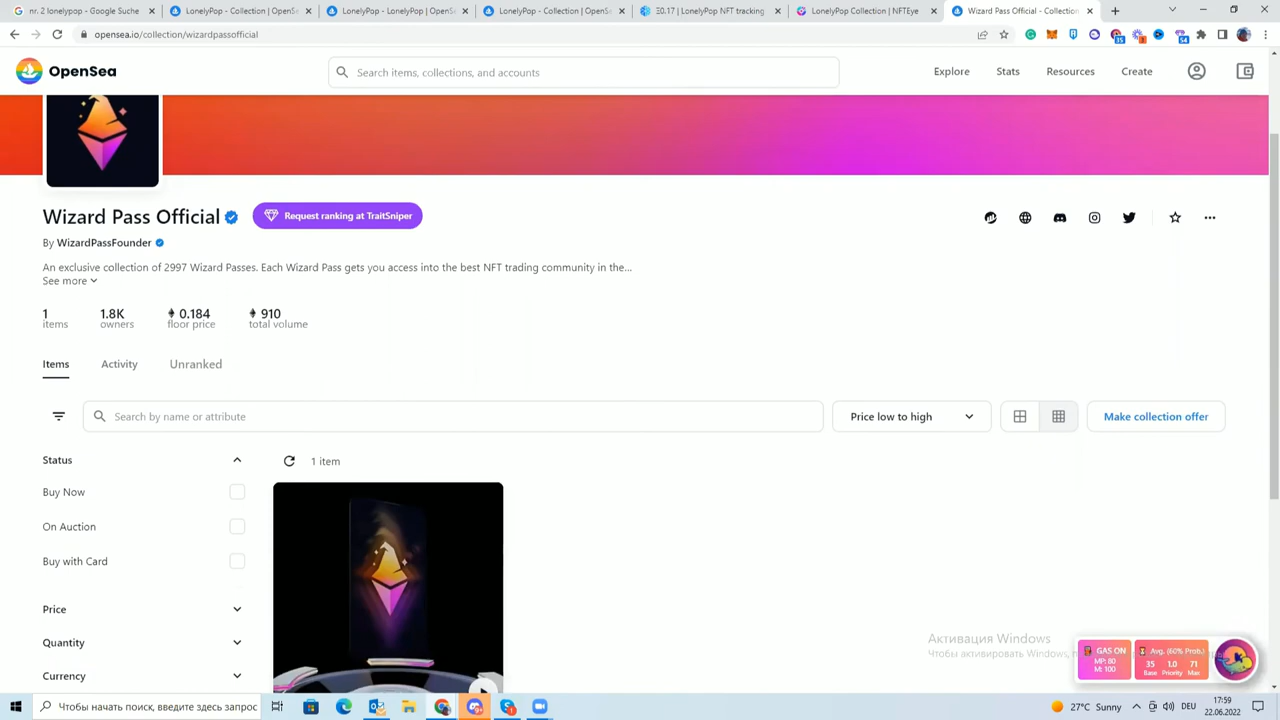 nr. 2 lonelypop - Google Suche
LonelyPop - Collection | OpenS
LonelyPop - LonelyPop | OpenS
LonelyPop - Collection | OpenS
Ξ0.17 | LonelyPop NFT tracking
LonelyPop Collection | NFTEye
Wizard Pass Official - Collection
opensea.io/collection/wizardpassofficial
OpenSea
Search items, collections, and accounts
Explore
Stats
Resources
Create
Wizard Pass Official
Request ranking at TraitSniper
By WizardPassFounder
An exclusive collection of 2997 Wizard Passes. Each Wizard Pass gets you access into the best NFT trading community in the...
See more
1
items
1.8K
owners
0.184
floor price
910
total volume
Items
Activity
Unranked
Search by name or attribute
Price low to high
Make collection offer
Status
1 item
Buy Now
On Auction
Buy with Card
Price
Quantity
Currency
Активация Windows
Чтобы активировать Windows,
GAS ON
MP: 80
M: 100
Avg. (60% Prob.)
35 1.0 71
Base Priority Max
Чтобы начать поиск, введите здесь запрос
27°C Sunny
DEU
17:59
22.06.2022